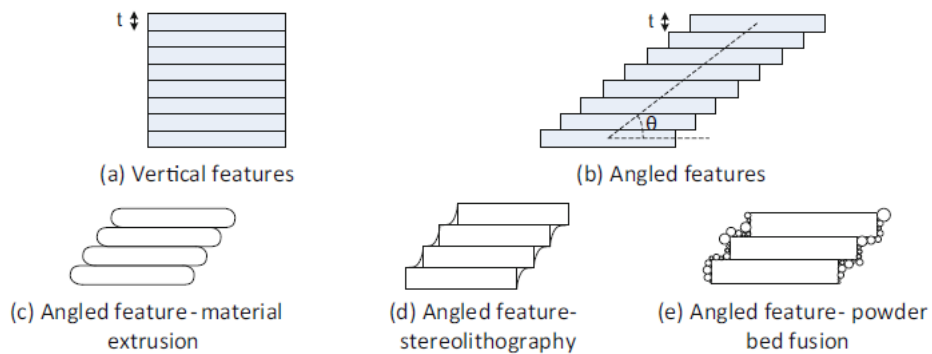 t
t
θ
(a) Vertical features
(b) Angled features
(c) Angled feature - material
extrusion
(d) Angled feature-
stereolithography
(e) Angled feature- powder
bed fusion